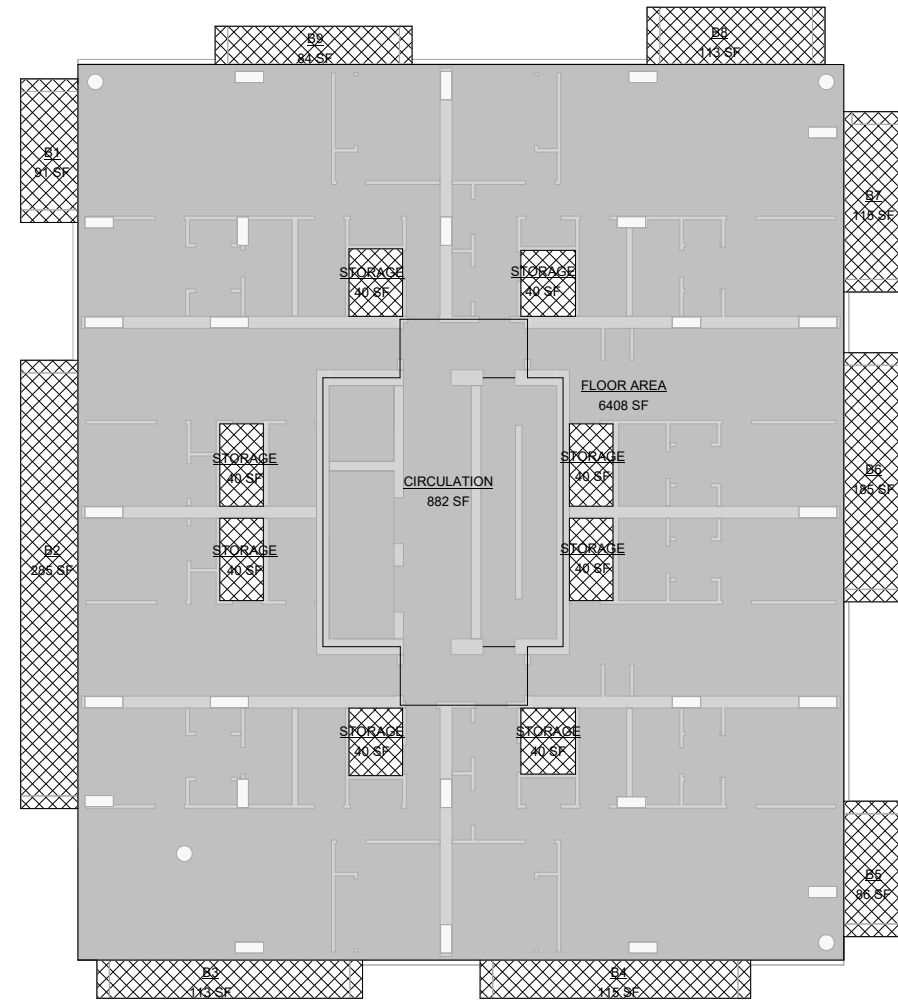 B9
84 SF
B8
113 SF
B1
91 SF
B7
115 SF
STORAGE
40 SF
STORAGE
40 SF
FLOOR AREA
6408 SF
STORAGE
40 SF
CIRCULATION
882 SF
STORAGE
40 SF
B6
185 SF
B2
285 SF
STORAGE
40 SF
STORAGE
40 SF
STORAGE
40 SF
STORAGE
40 SF
B5
86 SF
B3
113 SF
B4
115 SF